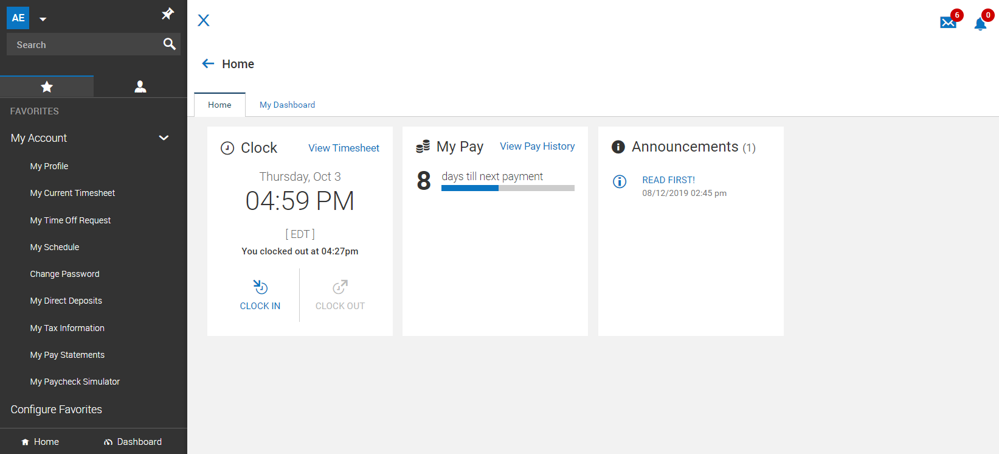 AE
Search
FAVORITES
My Account
My Profile
My Current Timesheet
My Time Off Request
My Schedule
Change Password
My Direct Deposits
My Tax Information
My Pay Statements
My Paycheck Simulator
Configure Favorites
Home
Dashboard
6
0
Home
Home
My Dashboard
Clock
View Timesheet
Thursday, Oct 3
04:59 PM
[ EDT ]
You clocked out at 04:27pm
CLOCK IN
CLOCK OUT
My Pay
View Pay History
8
days till next payment
Announcements (1)
READ FIRST!
08/12/2019 02:45 pm